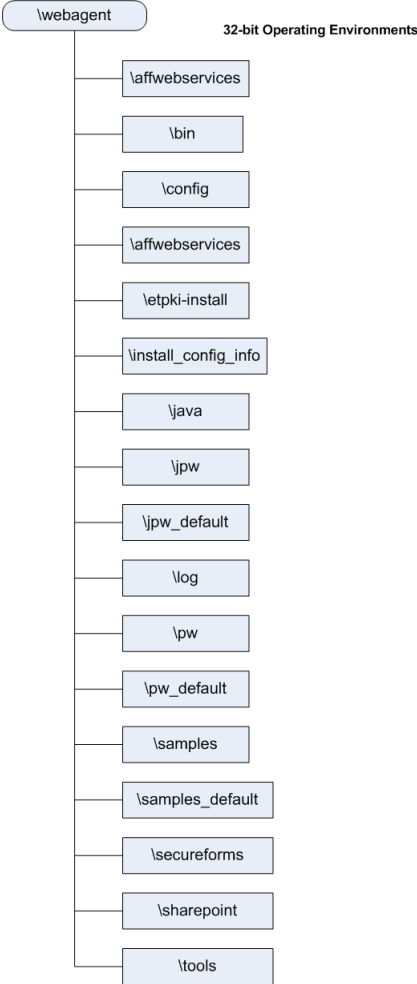 \webagent
32-bit Operating Environments
\affwebservices
\bin
\config
\affwebservices
\etpki-install
\install_config_info
\java
\jpw
\jpw_default
\log
\pw
\pw_default
\samples
\samples_default
\secureforms
\sharepoint
\tools